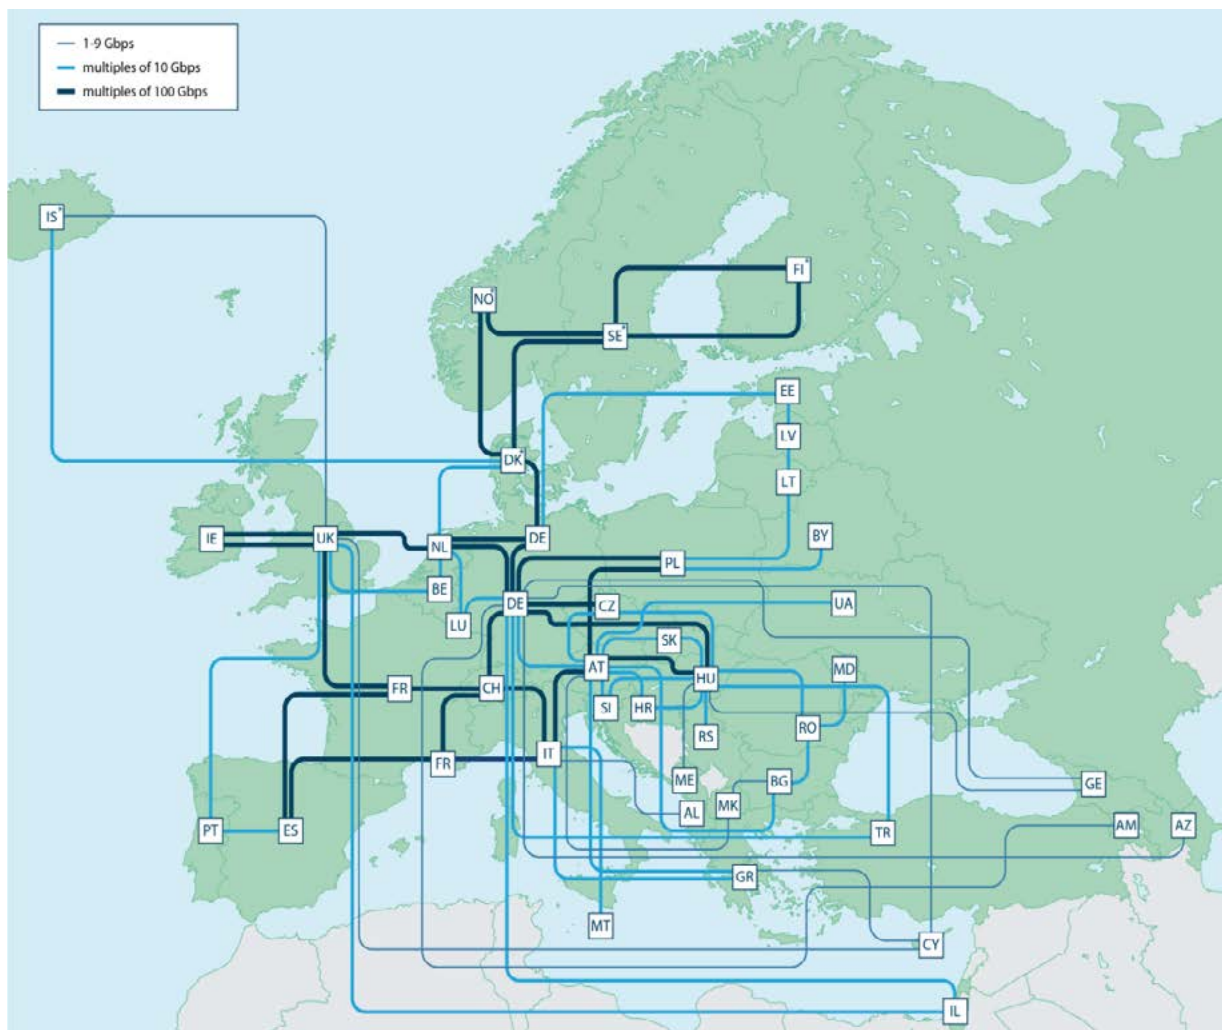 1-9 Gbps
multiples of 10 Gbps
multiples of 100 Gbps
IS*
FI*
NO*
SE*
EE
LV
DK*
LT
IE
UK
NL
DE
BY
PL
BE
DE
CZ
UA
LU
SK
AT
HU
MD
FR
CH
SI
HR
RS
RO
IT
FR
ME
BG
GE
MK
AL
PT
ES
TR
AM
AZ
GR
MT
CY
IL